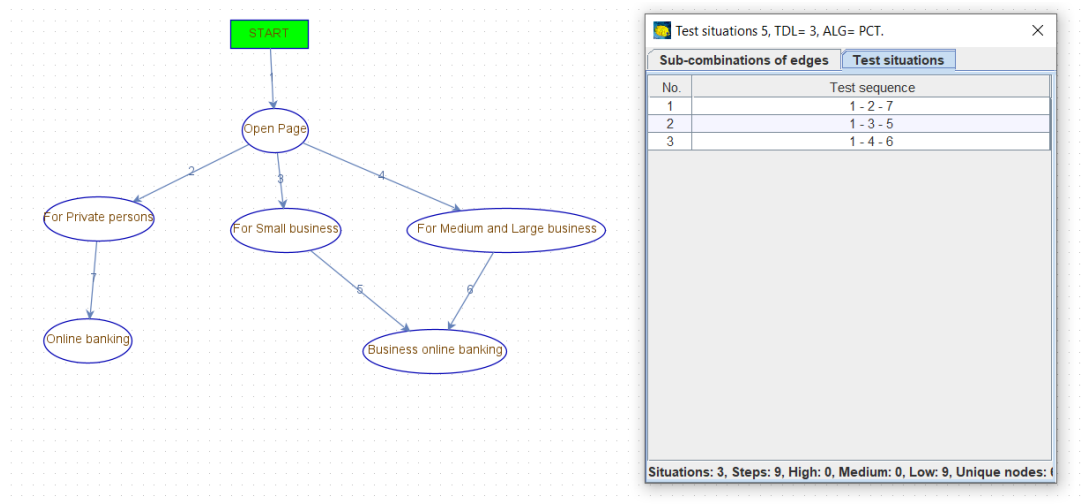 START
1
Open Page
2
3
4
For Private persons
For Small business
For Medium and Large business
7
5
6
Online banking
Business online banking
Test situations 5, TDL= 3, ALG= PCT.
Sub-combinations of edges
Test situations
No. Test sequence
1 1 - 2 - 7
2 1 - 3 - 5
3 1 - 4 - 6
Situations: 3, Steps: 9, High: 0, Medium: 0, Low: 9, Unique nodes: